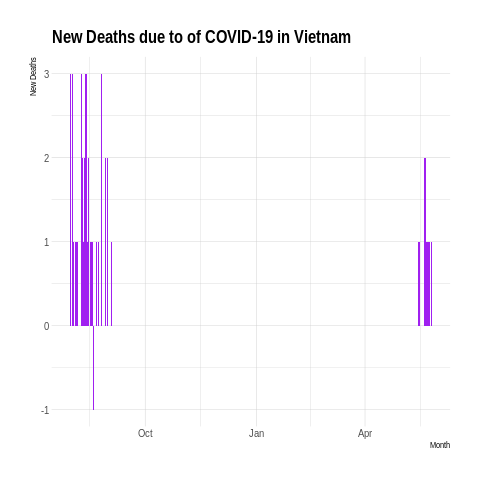 New Deaths due to of COVID-19 in Vietnam
New Deaths
3
2
1
0
-1
Oct Jan Apr
Month